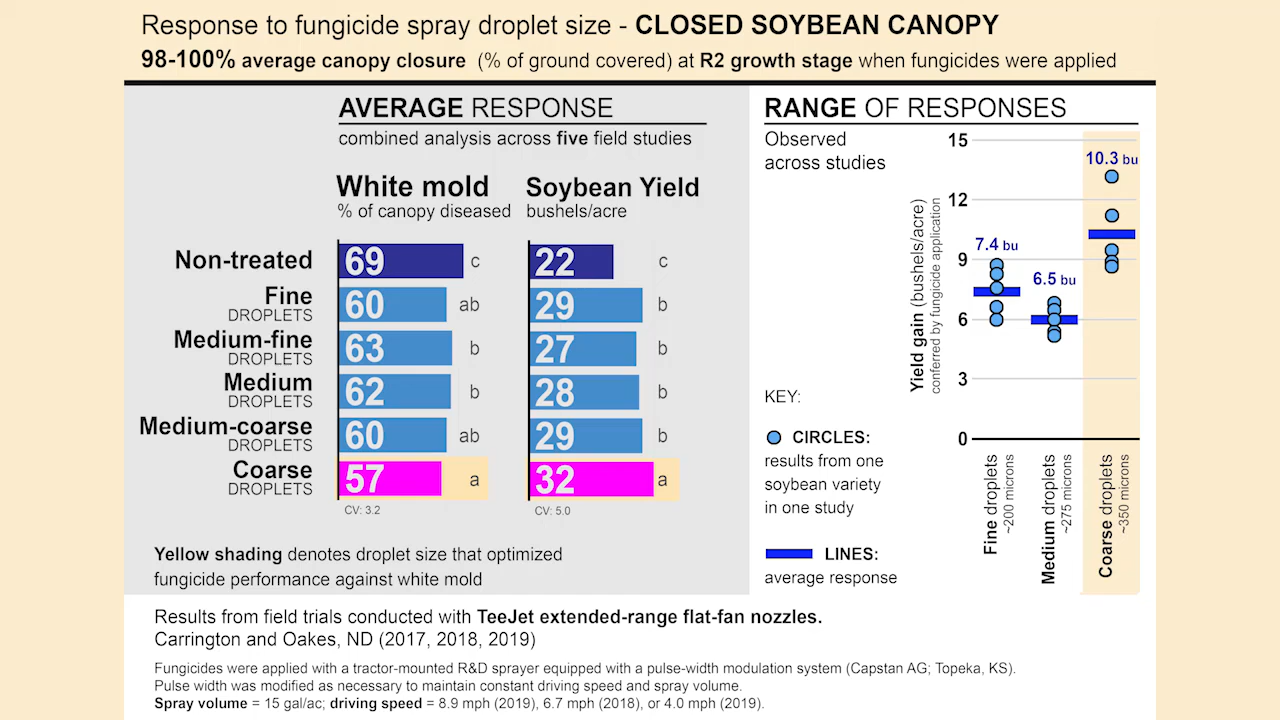 Response to fungicide spray droplet size - CLOSED SOYBEAN CANOPY
98-100% average canopy closure (% of ground covered) at R2 growth stage when fungicides were applied
AVERAGE RESPONSE
combined analysis across five field studies
White mold
% of canopy diseased
Soybean Yield
bushels/acre
Non-treated
69 c
22 c
Fine
DROPLETS
60 ab
29 b
Medium-fine
DROPLETS
63 b
27 b
Medium
DROPLETS
62 b
28 b
Medium-coarse
DROPLETS
60 ab
29 b
Coarse
DROPLETS
57 a
32 a
CV: 3.2
CV: 5.0
Yellow shading denotes droplet size that optimized
fungicide performance against white mold
RANGE OF RESPONSES
Observed
across studies
Yield gain (bushels/acre)
conferred by fungicide application
15
12
9
6
3
0
7.4 bu
6.5 bu
10.3 bu
Fine droplets
~200 microns
Medium droplets
~275 microns
Coarse droplets
~350 microns
KEY:
CIRCLES:
results from one
soybean variety
in one study
LINES:
average response
Results from field trials conducted with TeeJet extended-range flat-fan nozzles.
Carrington and Oakes, ND (2017, 2018, 2019)
Fungicides were applied with a tractor-mounted R&D sprayer equipped with a pulse-width modulation system (Capstan AG; Topeka, KS).
Pulse width was modified as necessary to maintain constant driving speed and spray volume.
Spray volume = 15 gal/ac; driving speed = 8.9 mph (2019), 6.7 mph (2018), or 4.0 mph (2019).